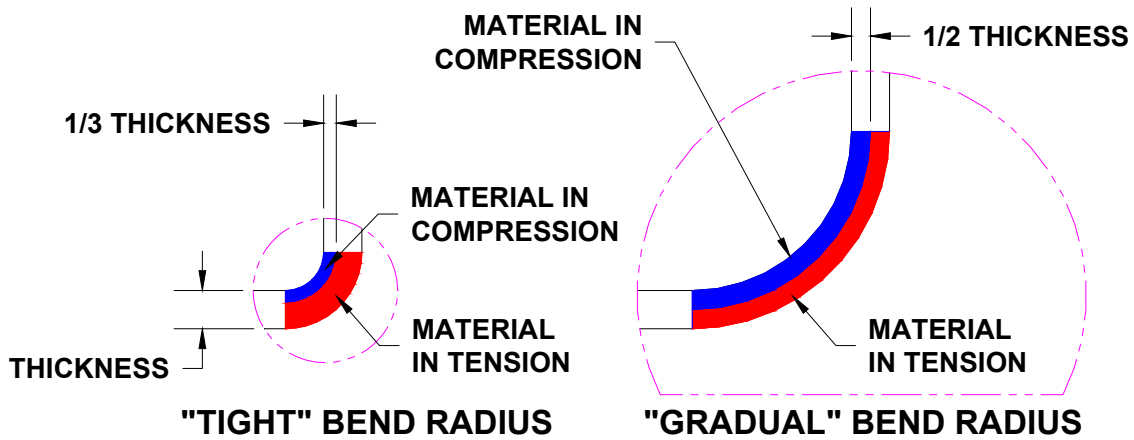 MATERIAL IN
COMPRESSION
1/2 THICKNESS
1/3 THICKNESS
MATERIAL IN
COMPRESSION
MATERIAL
IN TENSION
MATERIAL
IN TENSION
THICKNESS
"TIGHT" BEND RADIUS
"GRADUAL" BEND RADIUS